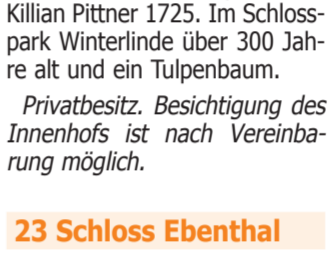 Killian Pittner 1725. Im Schloss-
park Winterlinde über 300 Jah-
re alt und ein Tulpenbaum.
Privatbesitz. Besichtigung des
Innenhofs ist nach Vereinba-
rung möglich.
23 Schloss Ebenthal